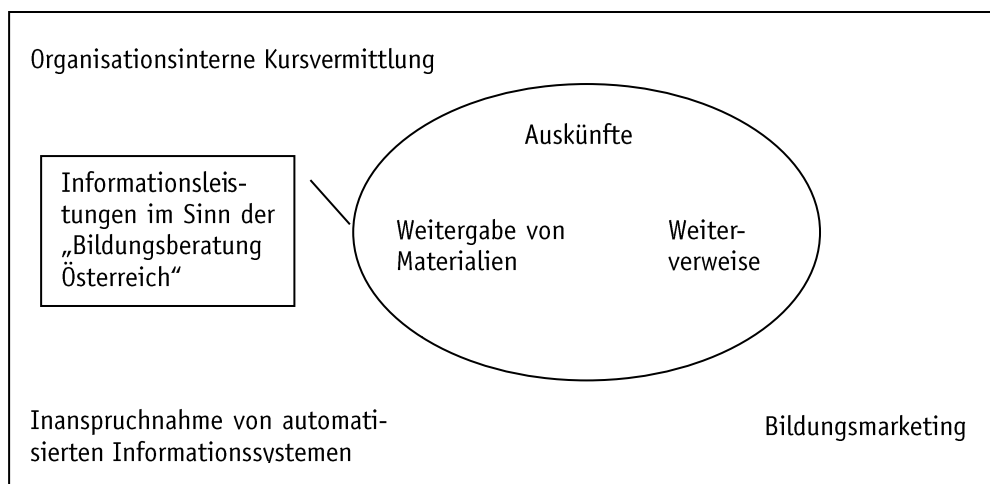 Organisationsinterne Kursvermittlung
Auskünfte
Informationsleis-
tungen im Sinn der
„Bildungsberatung
Österreich“
Weitergabe von
Materialien
Weiter-
verweise
Inanspruchnahme von automati-
sierten Informationssystemen
Bildungsmarketing